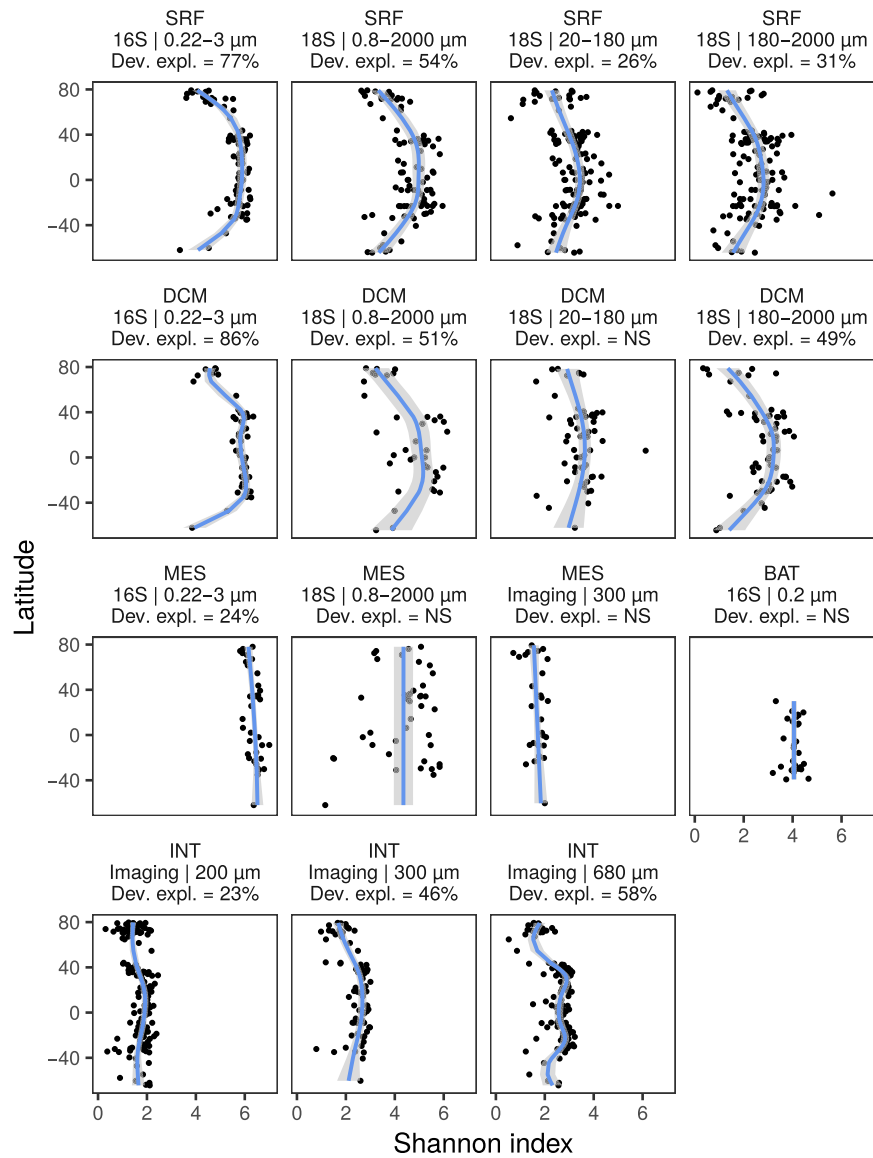 SRF
16S | 0.22−3 µm
Dev. expl. = 77%
SRF
18S | 0.8−2000 µm
Dev. expl. = 54%
SRF
18S | 20−180 µm
Dev. expl. = 26%
SRF
18S | 180−2000 µm
Dev. expl. = 31%
80
40
0
−40
DCM
16S | 0.22−3 µm
Dev. expl. = 86%
DCM
18S | 0.8−2000 µm
Dev. expl. = 51%
DCM
18S | 20−180 µm
Dev. expl. = NS
DCM
18S | 180−2000 µm
Dev. expl. = 49%
80
40
0
−40
Latitude
MES
16S | 0.22−3 µm
Dev. expl. = 24%
MES
18S | 0.8−2000 µm
Dev. expl. = NS
MES
Imaging | 300 µm
Dev. expl. = NS
BAT
16S | 0.2 µm
Dev. expl. = NS
80
40
0
−40
0 2 4 6
INT
Imaging | 200 µm
Dev. expl. = 23%
INT
Imaging | 300 µm
Dev. expl. = 46%
INT
Imaging | 680 µm
Dev. expl. = 58%
80
40
0
−40
0 2 4 6
0 2 4 6
0 2 4 6
Shannon index